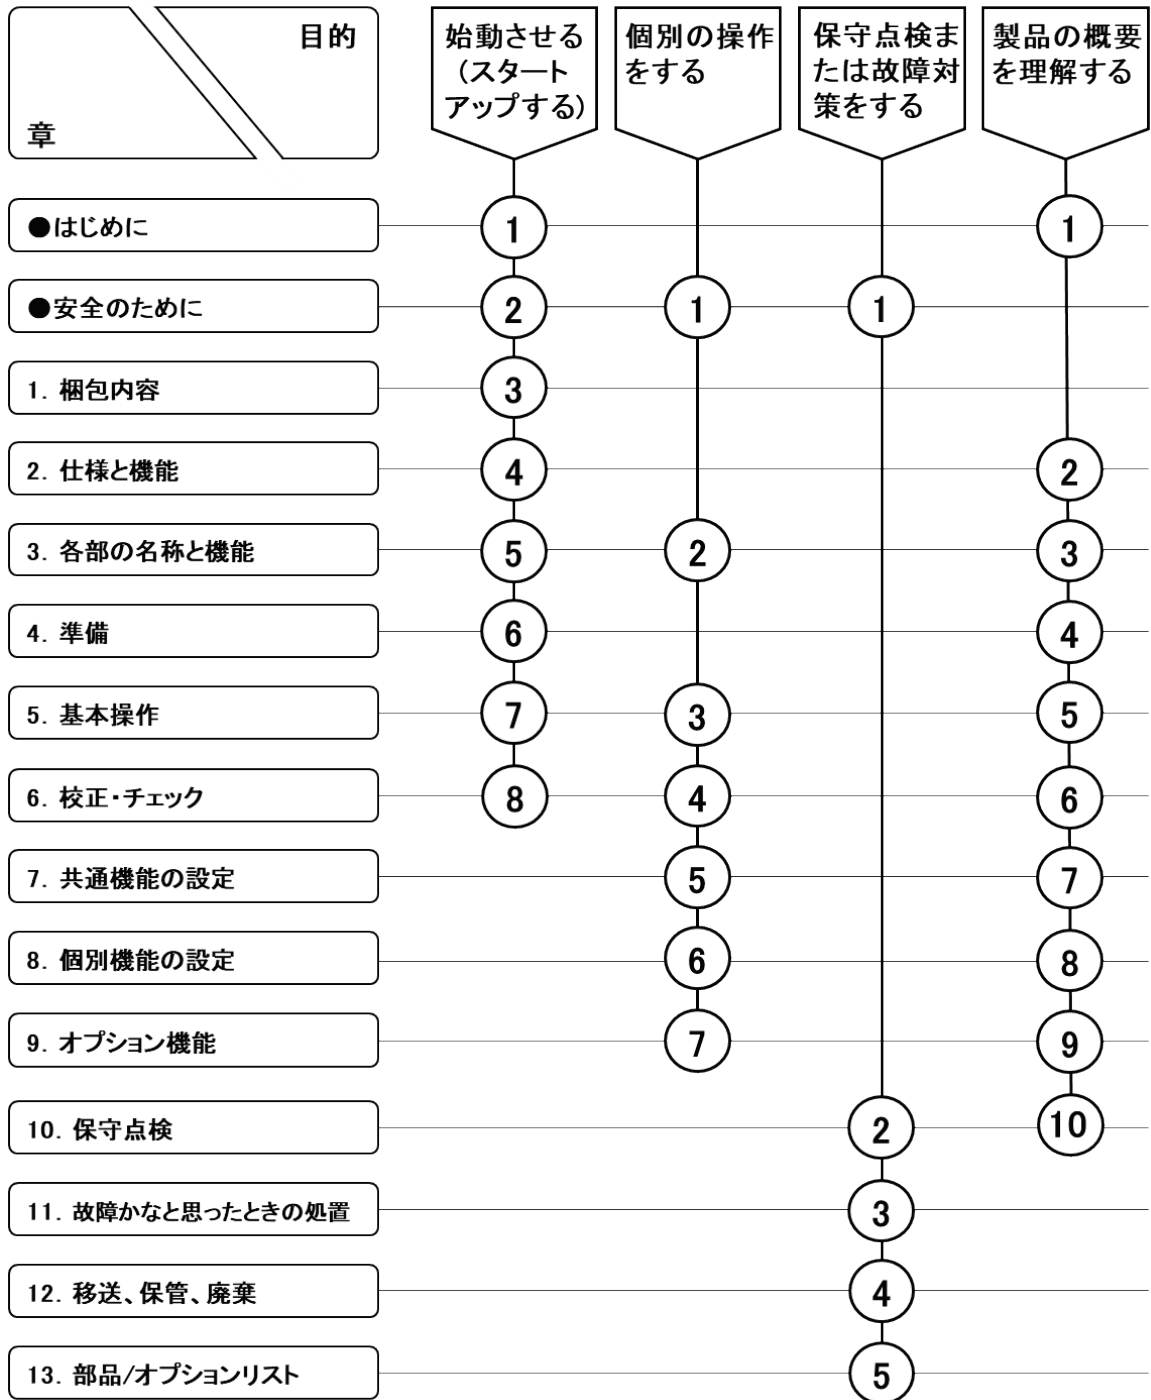 目的
章
始動させる
(スタート
アップする)
個別の操作
をする
保守点検ま
たは故障対
策をする
製品の概要
を理解する
●はじめに
1
1
●安全のために
2
1
1
1. 梱包内容
3
2. 仕様と機能
4
2
3. 各部の名称と機能
5
2
3
4. 準備
6
4
5. 基本操作
7
3
5
6. 校正・チェック
8
4
6
7. 共通機能の設定
5
7
8. 個別機能の設定
6
8
9. オプション機能
7
9
10. 保守点検
2
10
11. 故障かなと思ったときの処置
3
12. 移送、保管、廃棄
4
13. 部品/オプションリスト
5